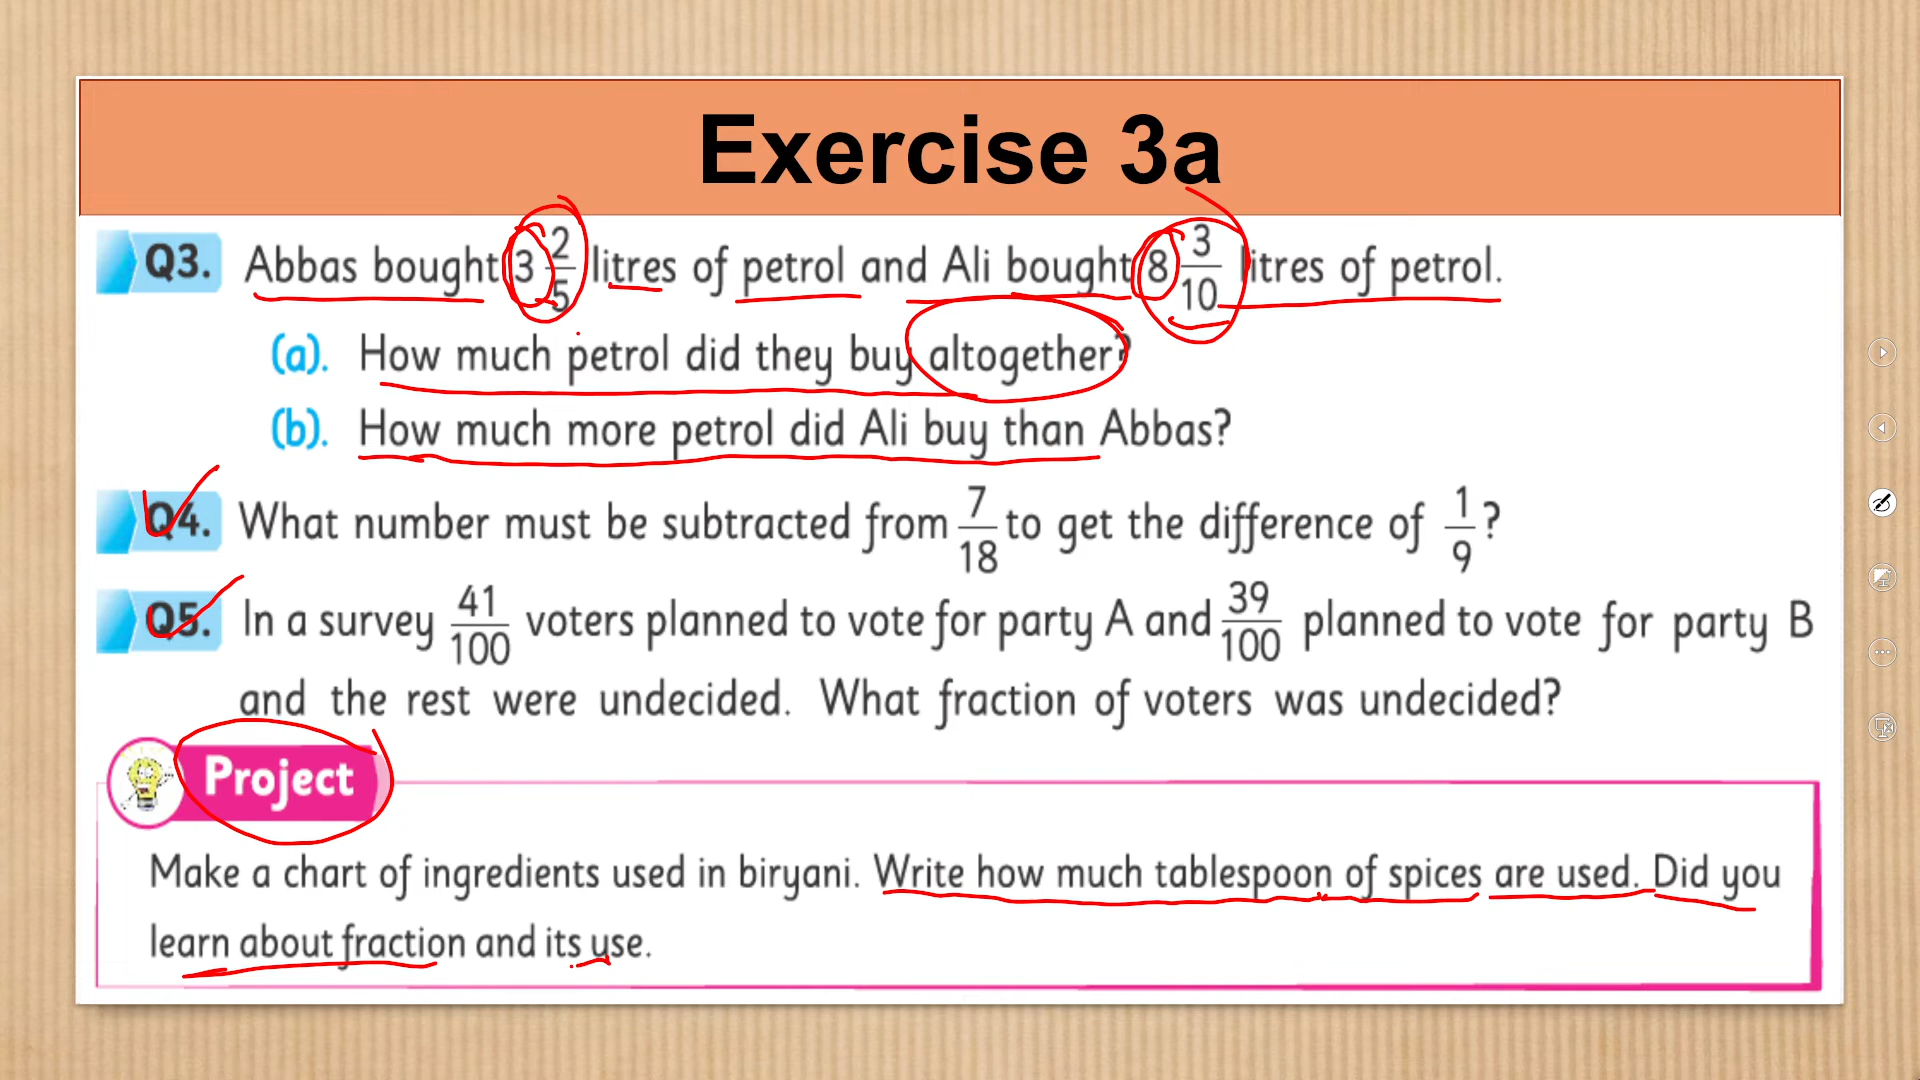 Exercise 3a
Q3. Abbas bought 3 2/5 litres of petrol and Ali bought 8 3/10 litres of petrol.
(a). How much petrol did they buy altogether?
(b). How much more petrol did Ali buy than Abbas?
Q4. What number must be subtracted from 7/18 to get the difference of 1/9?
Q5. In a survey 41/100 voters planned to vote for party A and 39/100 planned to vote for party B
and the rest were undecided. What fraction of voters was undecided?
Project
Make a chart of ingredients used in biryani. Write how much tablespoon of spices are used. Did you
learn about fraction and its use.